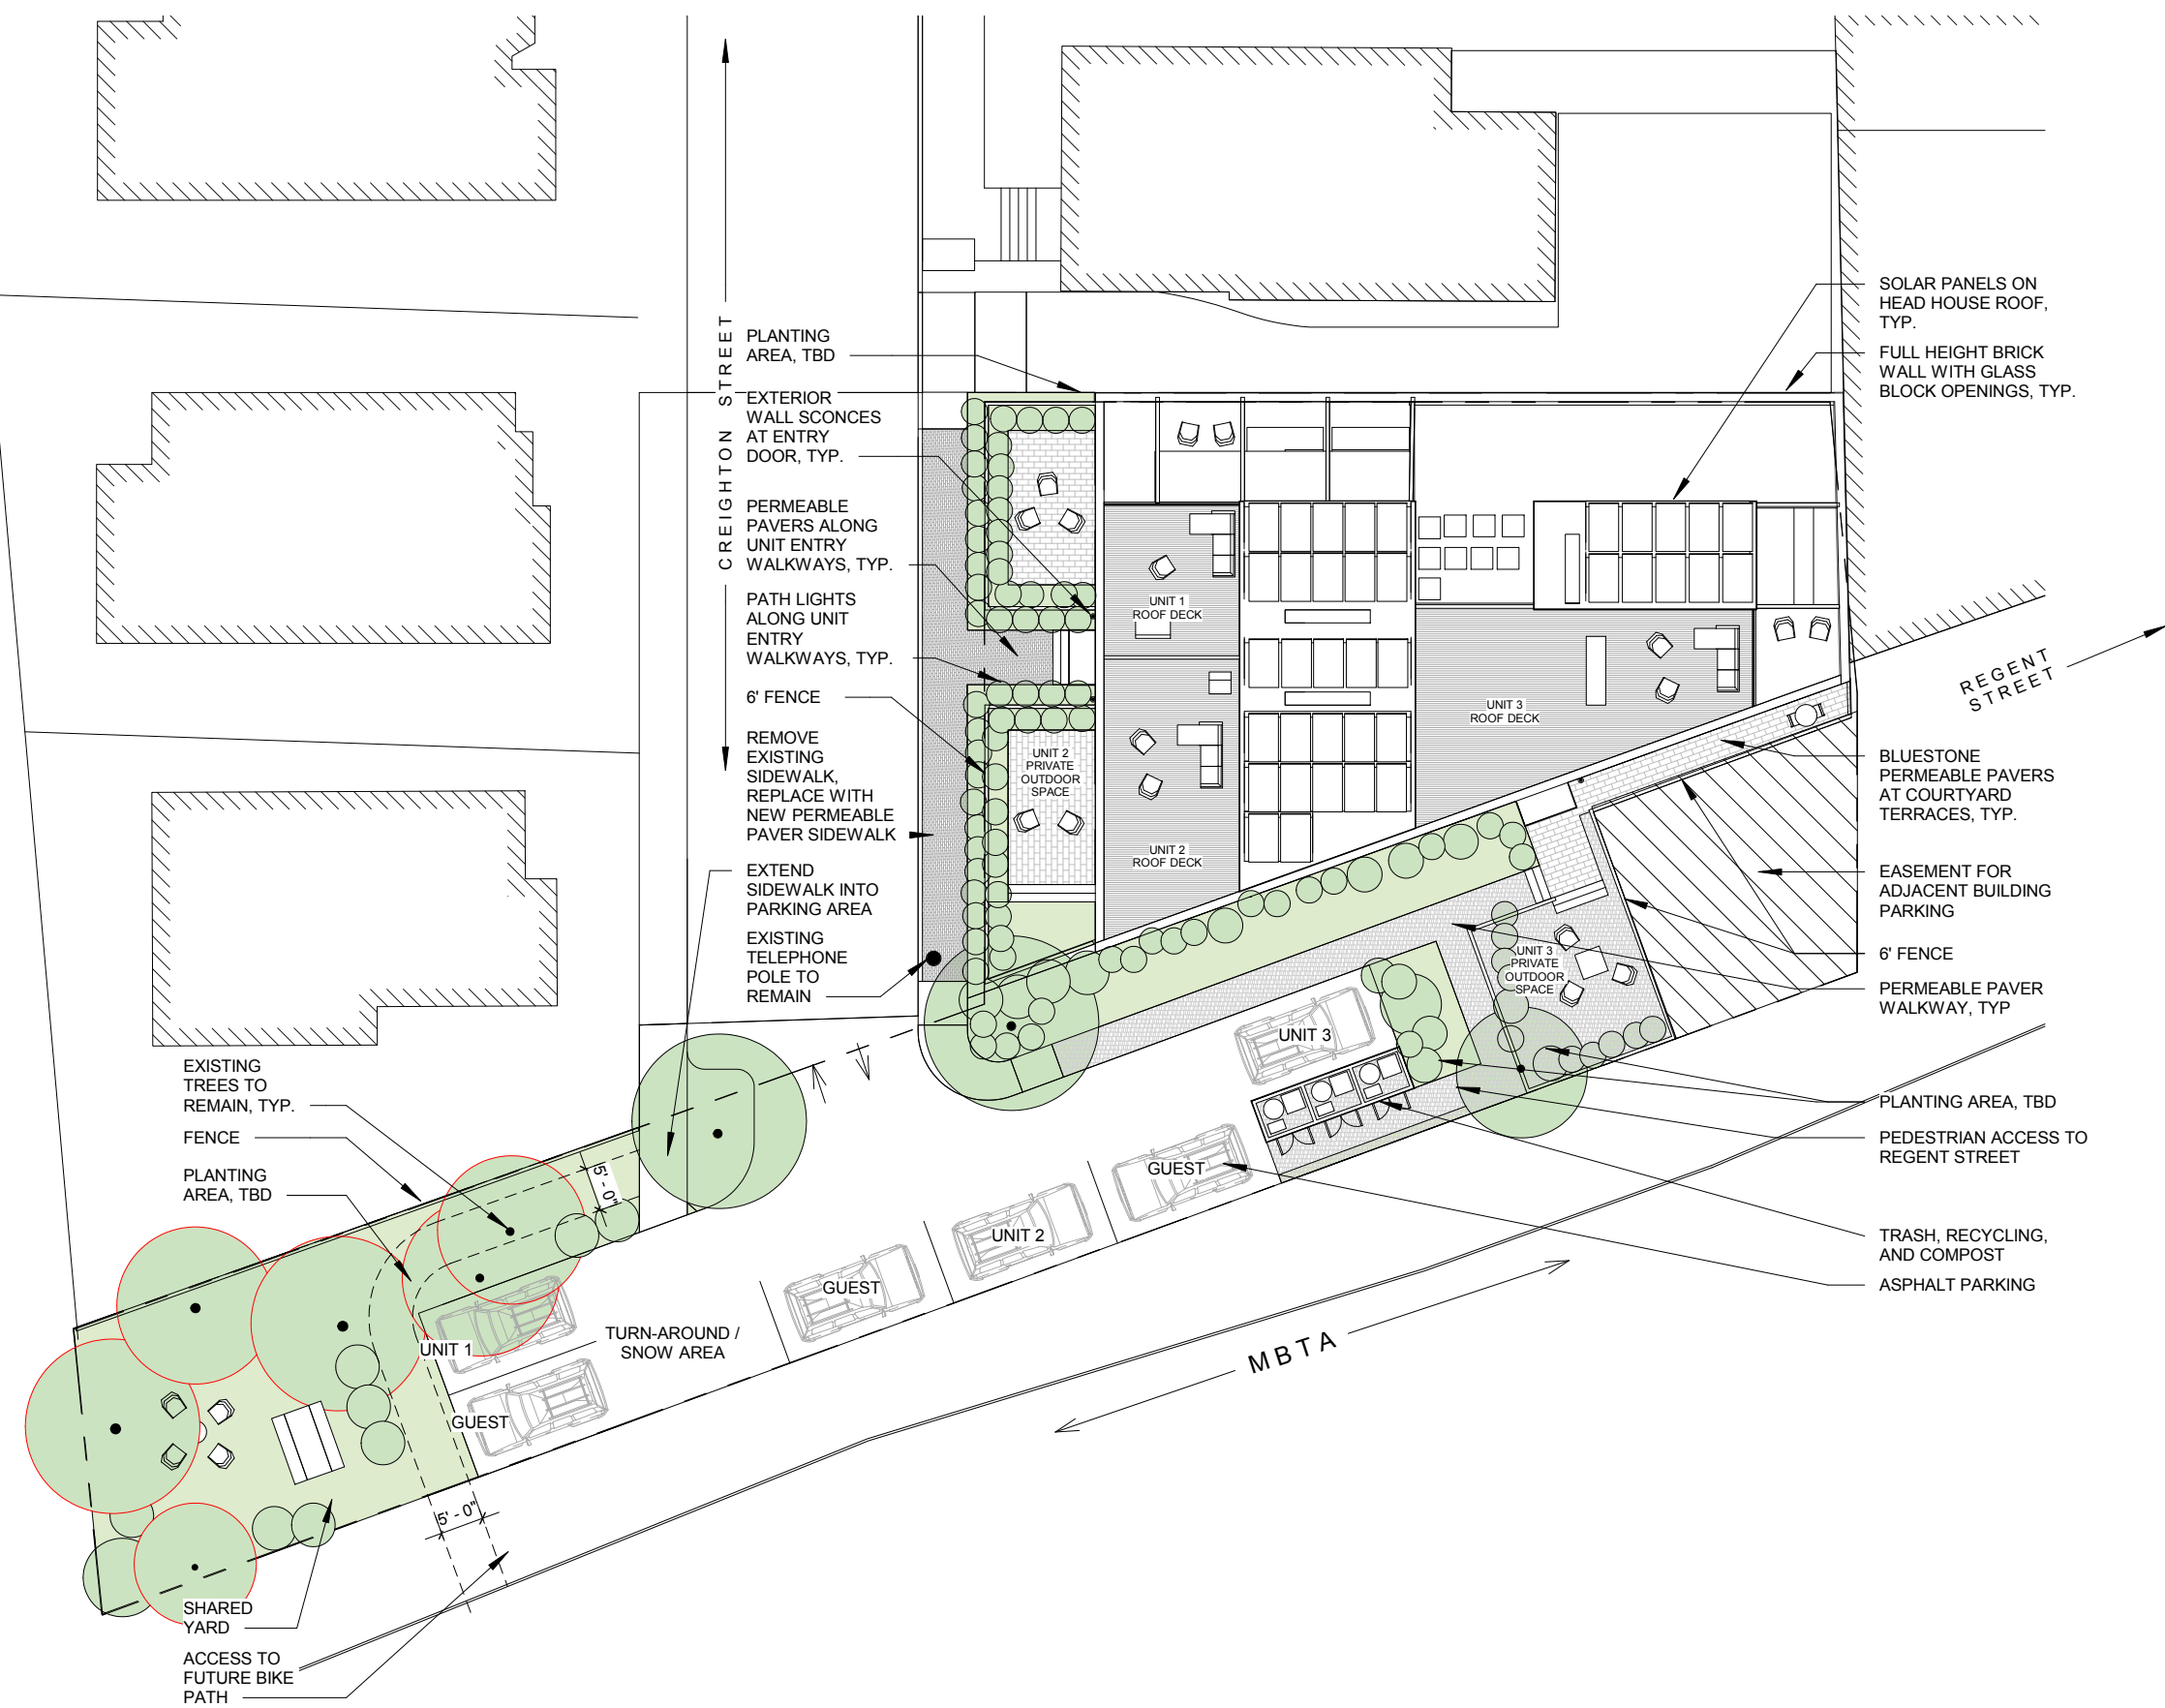 CREIGHTON STREET
PLANTING
AREA, TBD
EXTERIOR
WALL SCONCES
AT ENTRY
DOOR, TYP.
PERMEABLE
PAVERS ALONG
UNIT ENTRY
WALKWAYS, TYP.
PATH LIGHTS
ALONG UNIT
ENTRY
WALKWAYS, TYP.
6' FENCE
REMOVE
EXISTING
SIDEWALK,
REPLACE WITH
NEW PERMEABLE
PAVER SIDEWALK
EXTEND
SIDEWALK INTO
PARKING AREA
EXISTING
TELEPHONE
POLE TO
REMAIN
UNIT 1
ROOF DECK
UNIT 2
PRIVATE
OUTDOOR
SPACE
UNIT 2
ROOF DECK
UNIT 3
ROOF DECK
UNIT 3
PRIVATE
OUTDOOR
SPACE
SOLAR PANELS ON
HEAD HOUSE ROOF,
TYP.
FULL HEIGHT BRICK
WALL WITH GLASS
BLOCK OPENINGS, TYP.
REGENT
STREET
BLUESTONE
PERMEABLE PAVERS
AT COURTYARD
TERRACES, TYP.
EASEMENT FOR
ADJACENT BUILDING
PARKING
6' FENCE
PERMEABLE PAVER
WALKWAY, TYP
PLANTING AREA, TBD
PEDESTRIAN ACCESS TO
REGENT STREET
TRASH, RECYCLING,
AND COMPOST
ASPHALT PARKING
UNIT 3
GUEST
UNIT 2
GUEST
TURN-AROUND /
SNOW AREA
UNIT 1
GUEST
MBTA
EXISTING
TREES TO
REMAIN, TYP.
FENCE
PLANTING
AREA, TBD
5' - 0"
5' - 0"
SHARED
YARD
ACCESS TO
FUTURE BIKE
PATH